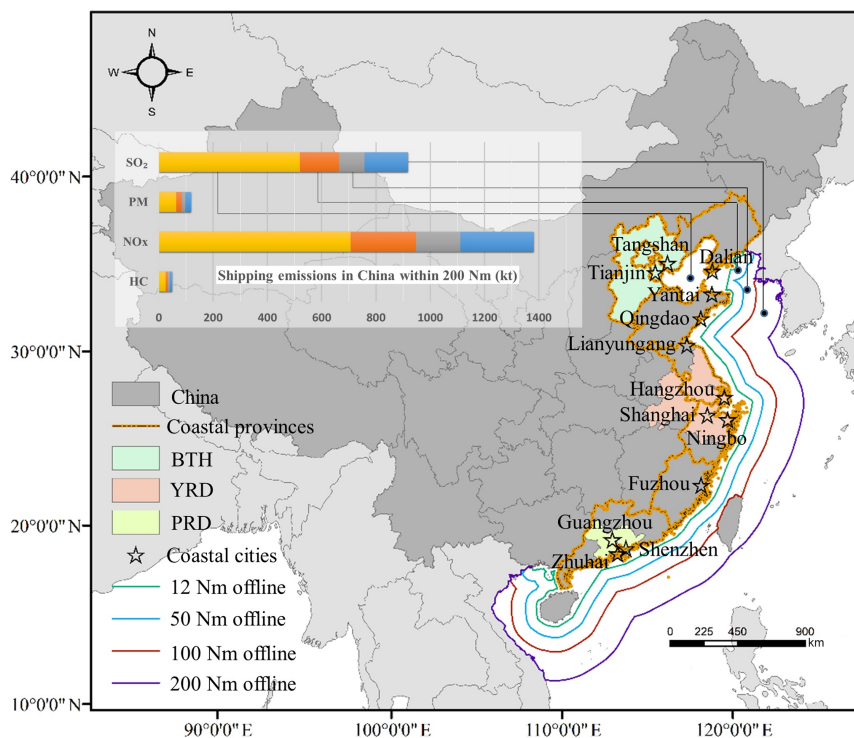 N
W E
S
SO₂
PM
NOx
HC
Shipping emissions in China within 200 Nm (kt)
0 200 400 600 800 1000 1200 1400
40°0'0"N
30°0'0"N
20°0'0"N
10°0'0"N
Tangshan
Dalian
Tianjin
Yantai
Qingdao
Lianyungang
Hangzhou
Shanghai
Ningbo
Fuzhou
Guangzhou
Shenzhen
Zhuhai
China
Coastal provinces
BTH
YRD
PRD
Coastal cities
12 Nm offline
50 Nm offline
100 Nm offline
200 Nm offline
0 225 450 900
km
90°0'0"E 100°0'0"E 110°0'0"E 120°0'0"E